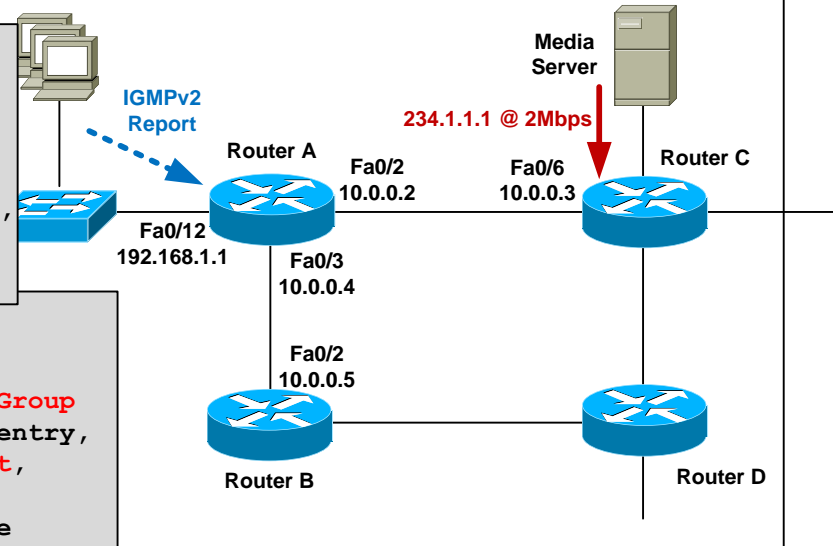 Media
Server
IGMPv2
Report
234.1.1.1 @ 2Mbps
Router A
Router C
Fa0/2
10.0.0.2
Fa0/6
10.0.0.3
,
Fa0/12
192.168.1.1
Fa0/3
10.0.0.4
Fa0/2
10.0.0.5
Group
entry,
t,
e
Router B
Router D